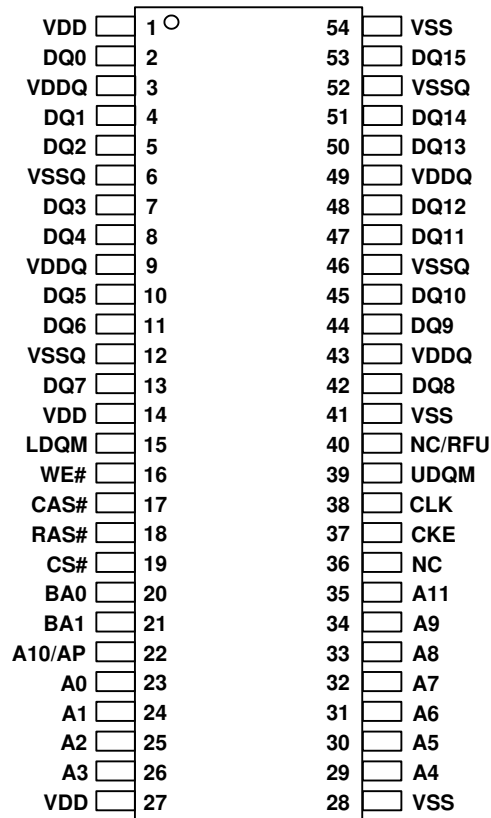 VDD 1 54 VSS
DQ0 2 53 DQ15
VDDQ 3 52 VSSQ
DQ1 4 51 DQ14
DQ2 5 50 DQ13
VSSQ 6 49 VDDQ
DQ3 7 48 DQ12
DQ4 8 47 DQ11
VDDQ 9 46 VSSQ
DQ5 10 45 DQ10
DQ6 11 44 DQ9
VSSQ 12 43 VDDQ
DQ7 13 42 DQ8
VDD 14 41 VSS
LDQM 15 40 NC/RFU
WE# 16 39 UDQM
CAS# 17 38 CLK
RAS# 18 37 CKE
CS# 19 36 NC
BA0 20 35 A11
BA1 21 34 A9
A10/AP 22 33 A8
A0 23 32 A7
A1 24 31 A6
A2 25 30 A5
A3 26 29 A4
VDD 27 28 VSS